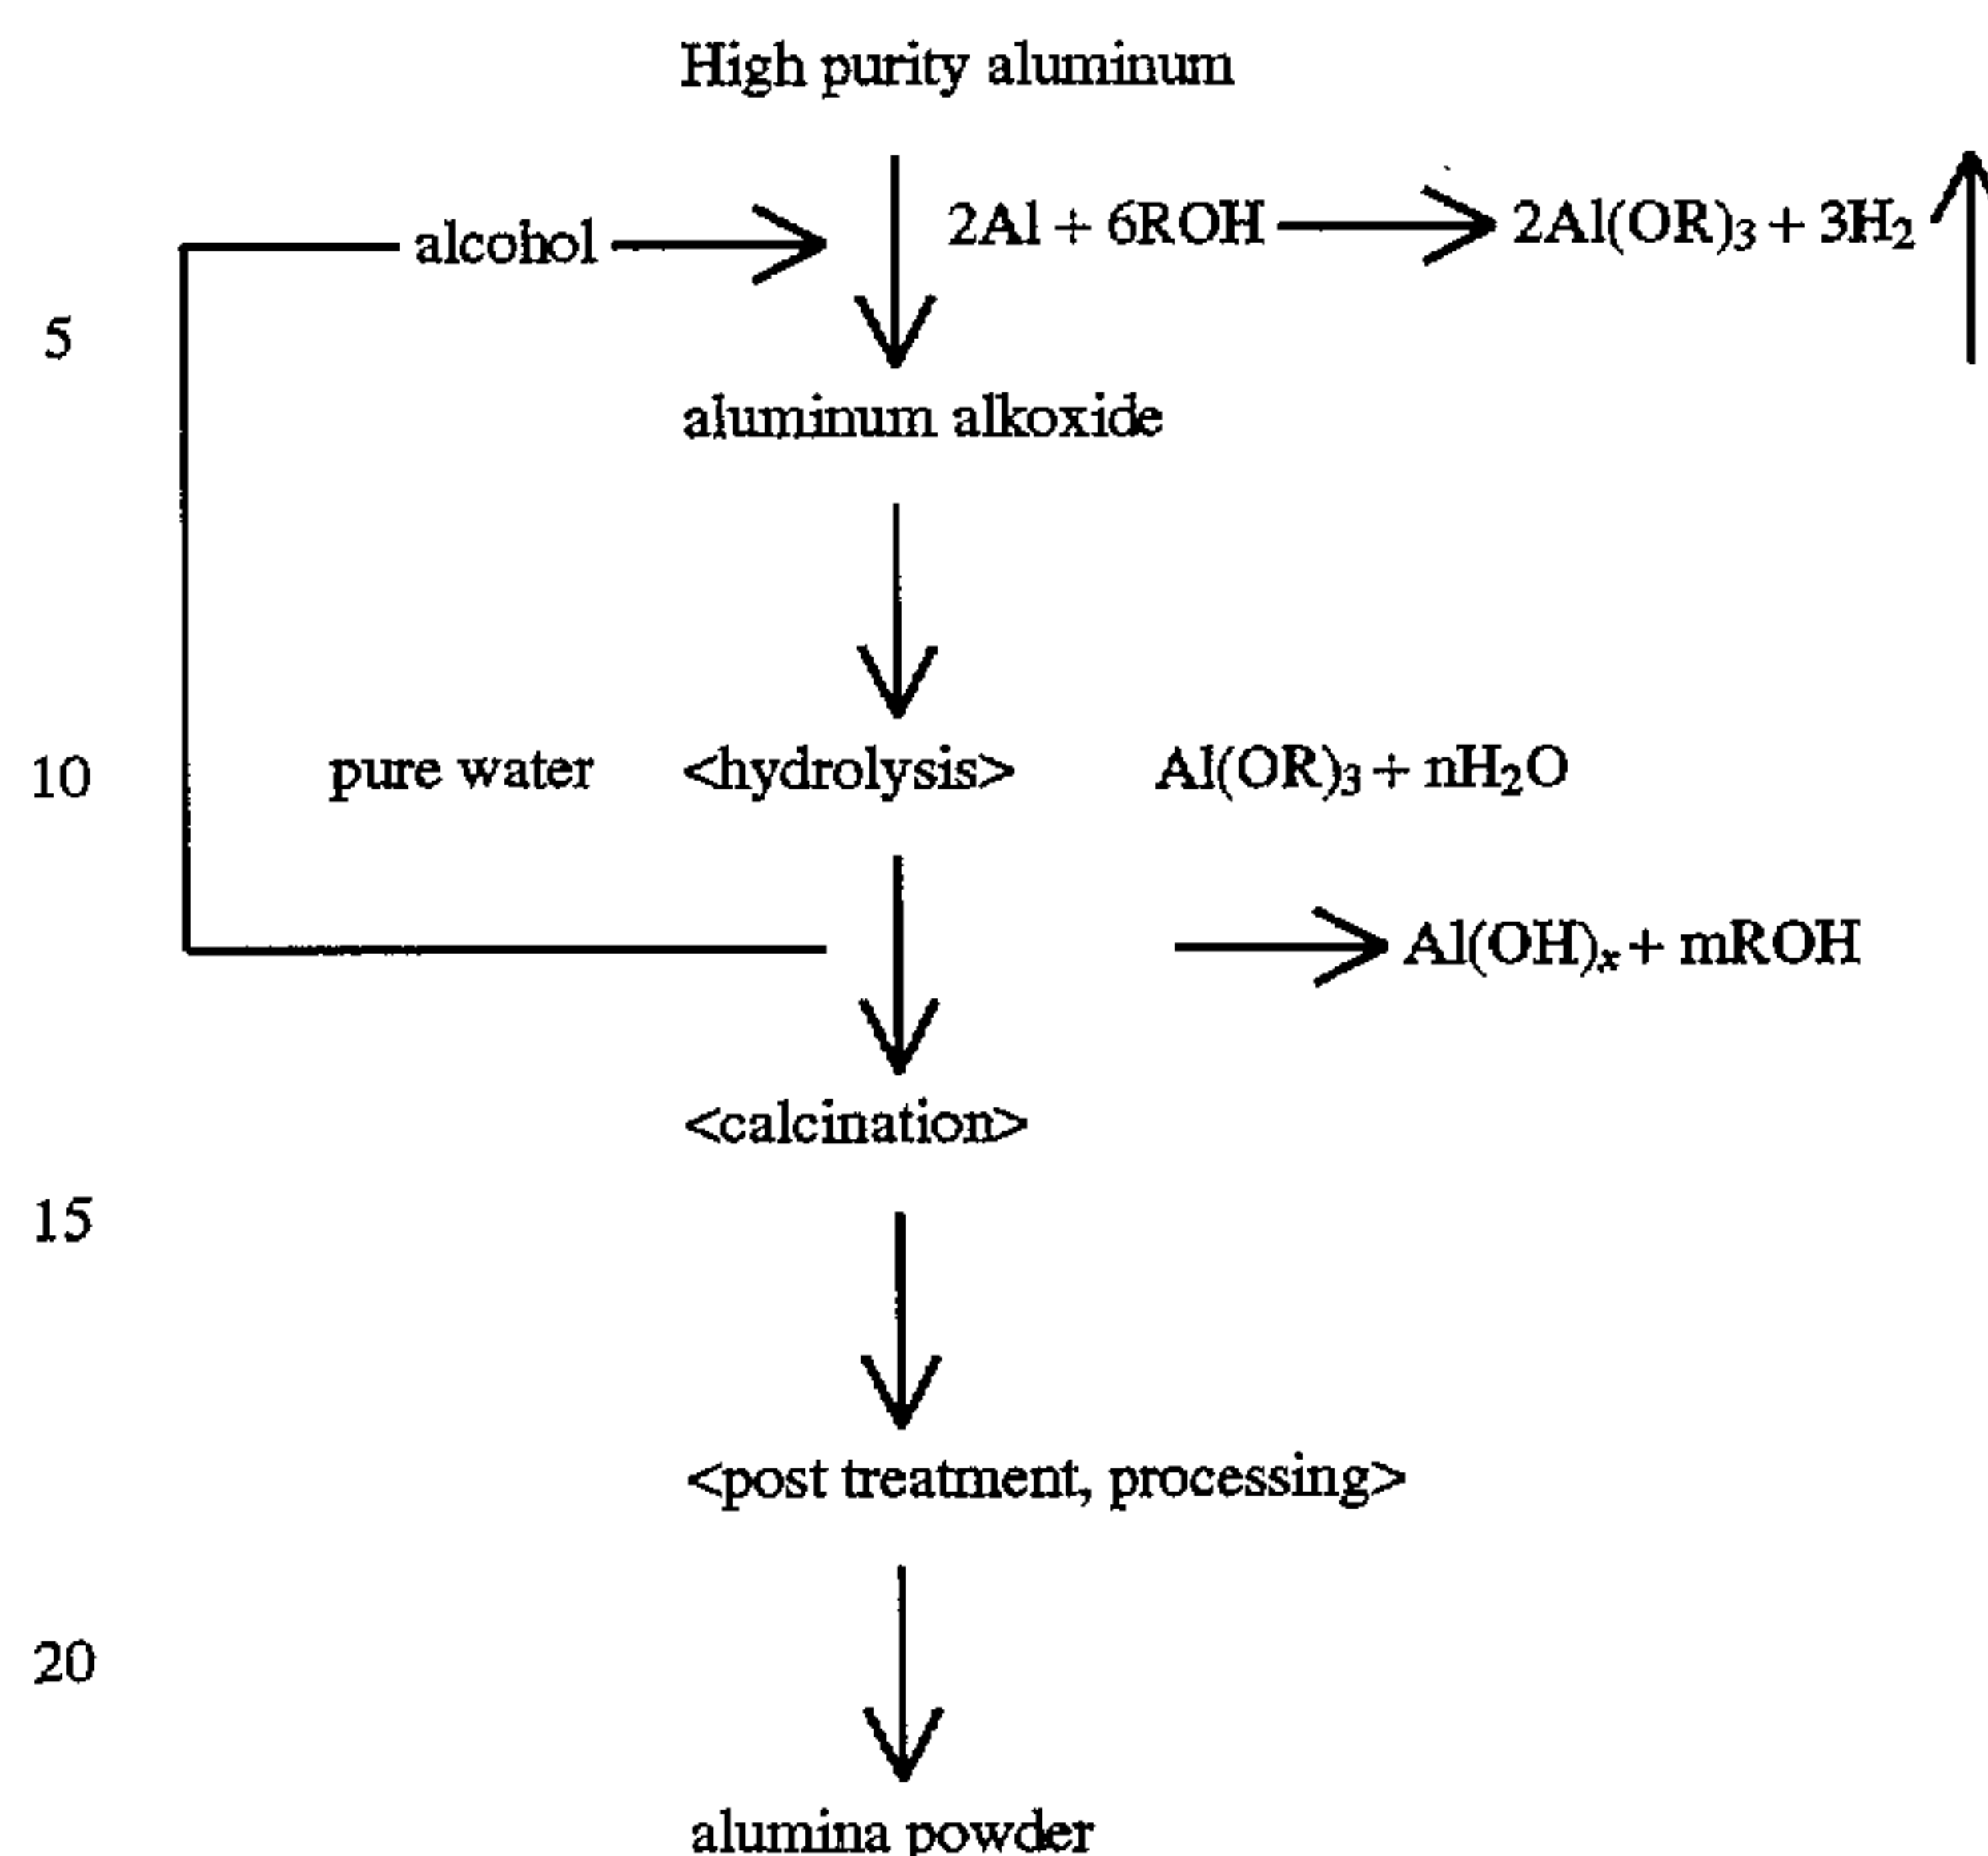 High purity aluminum
alcohol 2Al + 6ROH → 2Al(OR)₃ + 3H₂ ↑
5
aluminum alkoxide
10 pure water <hydrolysis> Al(OR)₃ + nH₂O
→ Al(OH)ₓ + mROH
<calcination>
15
<post treatment, processing>
20
alumina powder